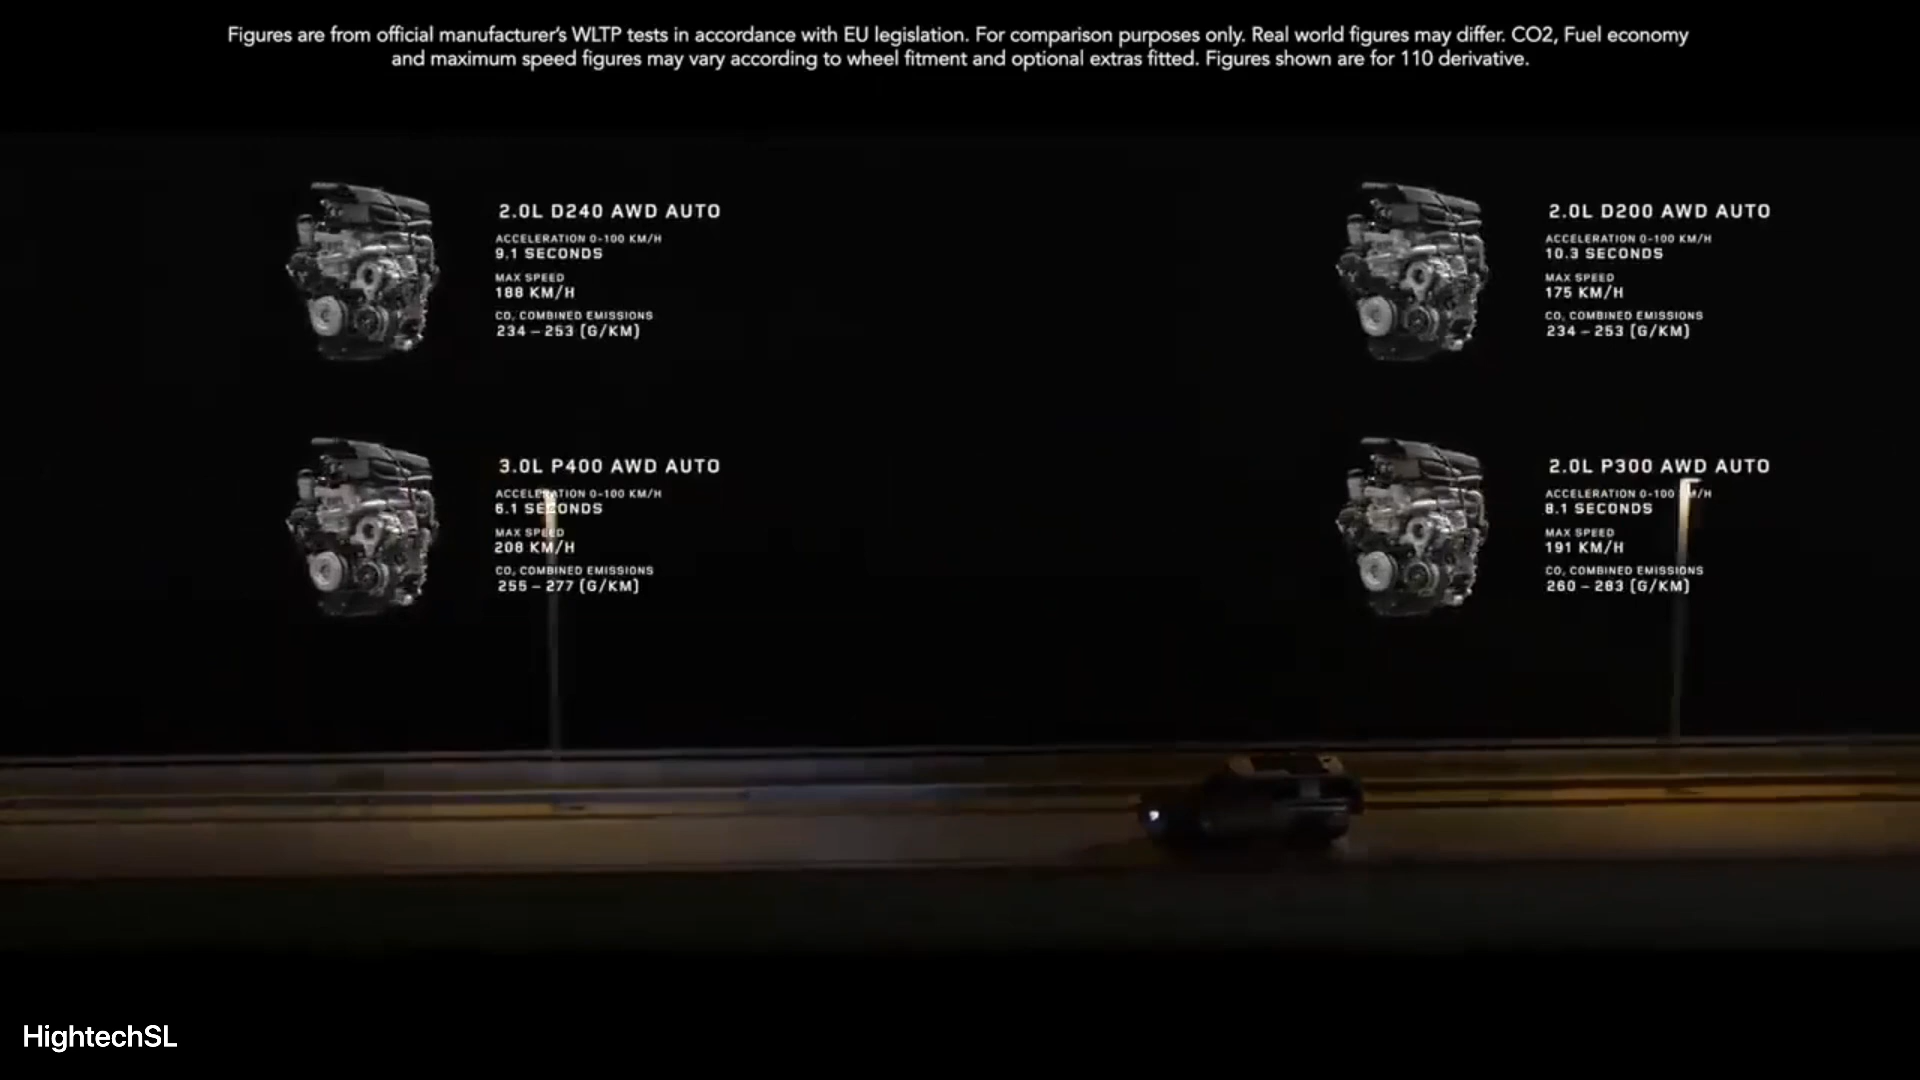 Figures are from official manufacturer's WLTP tests in accordance with EU legislation. For comparison purposes only. Real world figures may differ. CO2, Fuel economy
and maximum speed figures may vary according to wheel fitment and optional extras fitted. Figures shown are for 110 derivative.
2.0L D240 AWD AUTO
ACCELERATION 0-100 KM/H
9.1 SECONDS
MAX SPEED
188 KM/H
CO₂ COMBINED EMISSIONS
234 – 253 (G/KM)
2.0L D200 AWD AUTO
ACCELERATION 0-100 KM/H
10.3 SECONDS
MAX SPEED
175 KM/H
CO₂ COMBINED EMISSIONS
234 – 253 (G/KM)
3.0L P400 AWD AUTO
ACCELERATION 0-100 KM/H
6.1 SECONDS
MAX SPEED
208 KM/H
CO₂ COMBINED EMISSIONS
255 – 277 (G/KM)
2.0L P300 AWD AUTO
ACCELERATION 0-100 KM/H
8.1 SECONDS
MAX SPEED
191 KM/H
CO₂ COMBINED EMISSIONS
260 – 283 (G/KM)
HightechSL